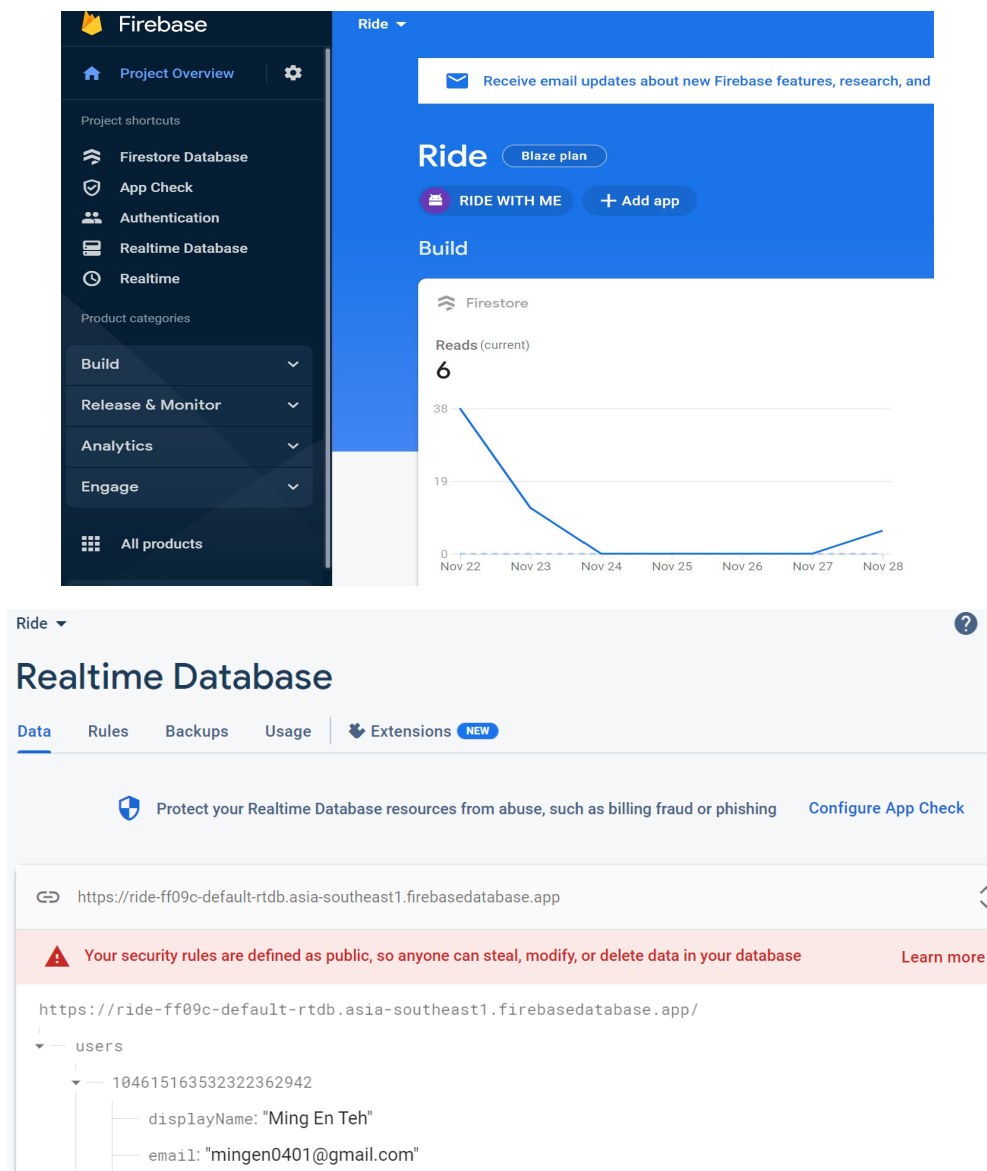 Firebase
Ride
Project Overview
Receive email updates about new Firebase features, research, and
Project shortcuts
Firestore Database
App Check
Authentication
Realtime Database
Realtime
Product categories
Build
Release & Monitor
Analytics
Engage
All products
Ride Blaze plan
RIDE WITH ME + Add app
Build
Firestore
Reads (current)
6
38
19
0
Nov 22 Nov 23 Nov 24 Nov 25 Nov 26 Nov 27 Nov 28
Ride
Realtime Database
Data Rules Backups Usage Extensions NEW
Protect your Realtime Database resources from abuse, such as billing fraud or phishing Configure App Check
https://ride-ff09c-default-rtdb.asia-southeast1.firebasedatabase.app
Your security rules are defined as public, so anyone can steal, modify, or delete data in your database Learn more
https://ride-ff09c-default-rtdb.asia-southeast1.firebasedatabase.app/
users
104615163532322362942
displayName: "Ming En Teh"
email: "mingen0401@gmail.com"